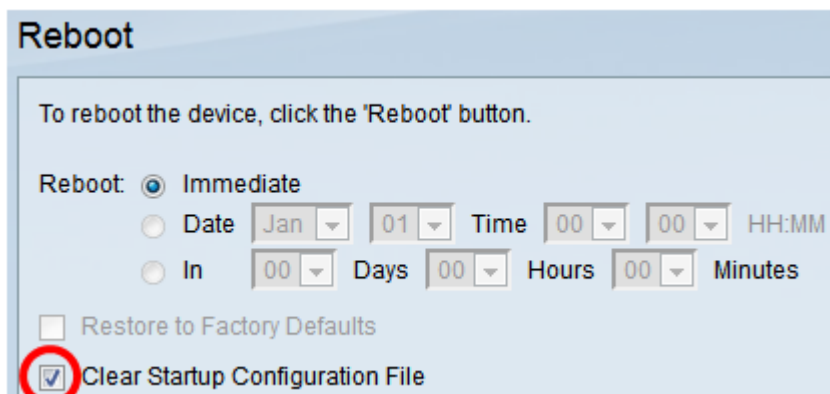 Reboot
To reboot the device, click the 'Reboot' button.
Reboot: Immediate
Date Jan 01 Time 00 00 HH:MM
In 00 Days 00 Hours 00 Minutes
Restore to Factory Defaults
Clear Startup Configuration File